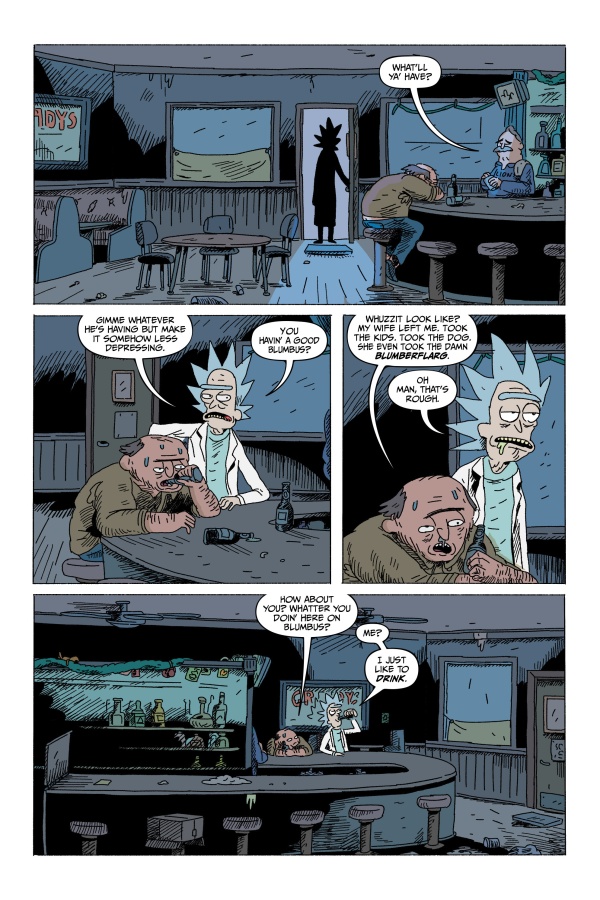 WHAT'LL
YA' HAVE?
ADYS
LION
GIMME WHATEVER
HE'S HAVING BUT MAKE
IT SOMEHOW LESS
DEPRESSING.
YOU
HAVIN' A GOOD
BLUMBUS?
WHUZZIT LOOK LIKE?
MY WIFE LEFT ME. TOOK
THE KIDS. TOOK THE DOG.
SHE EVEN TOOK THE DAMN
BLUMBERFLARG.
OH
MAN, THAT'S
ROUGH.
HOW ABOUT
YOU? WHATTER YOU
DOIN' HERE ON
BLUMBUS?
ME?
I JUST
LIKE TO
DRINK.